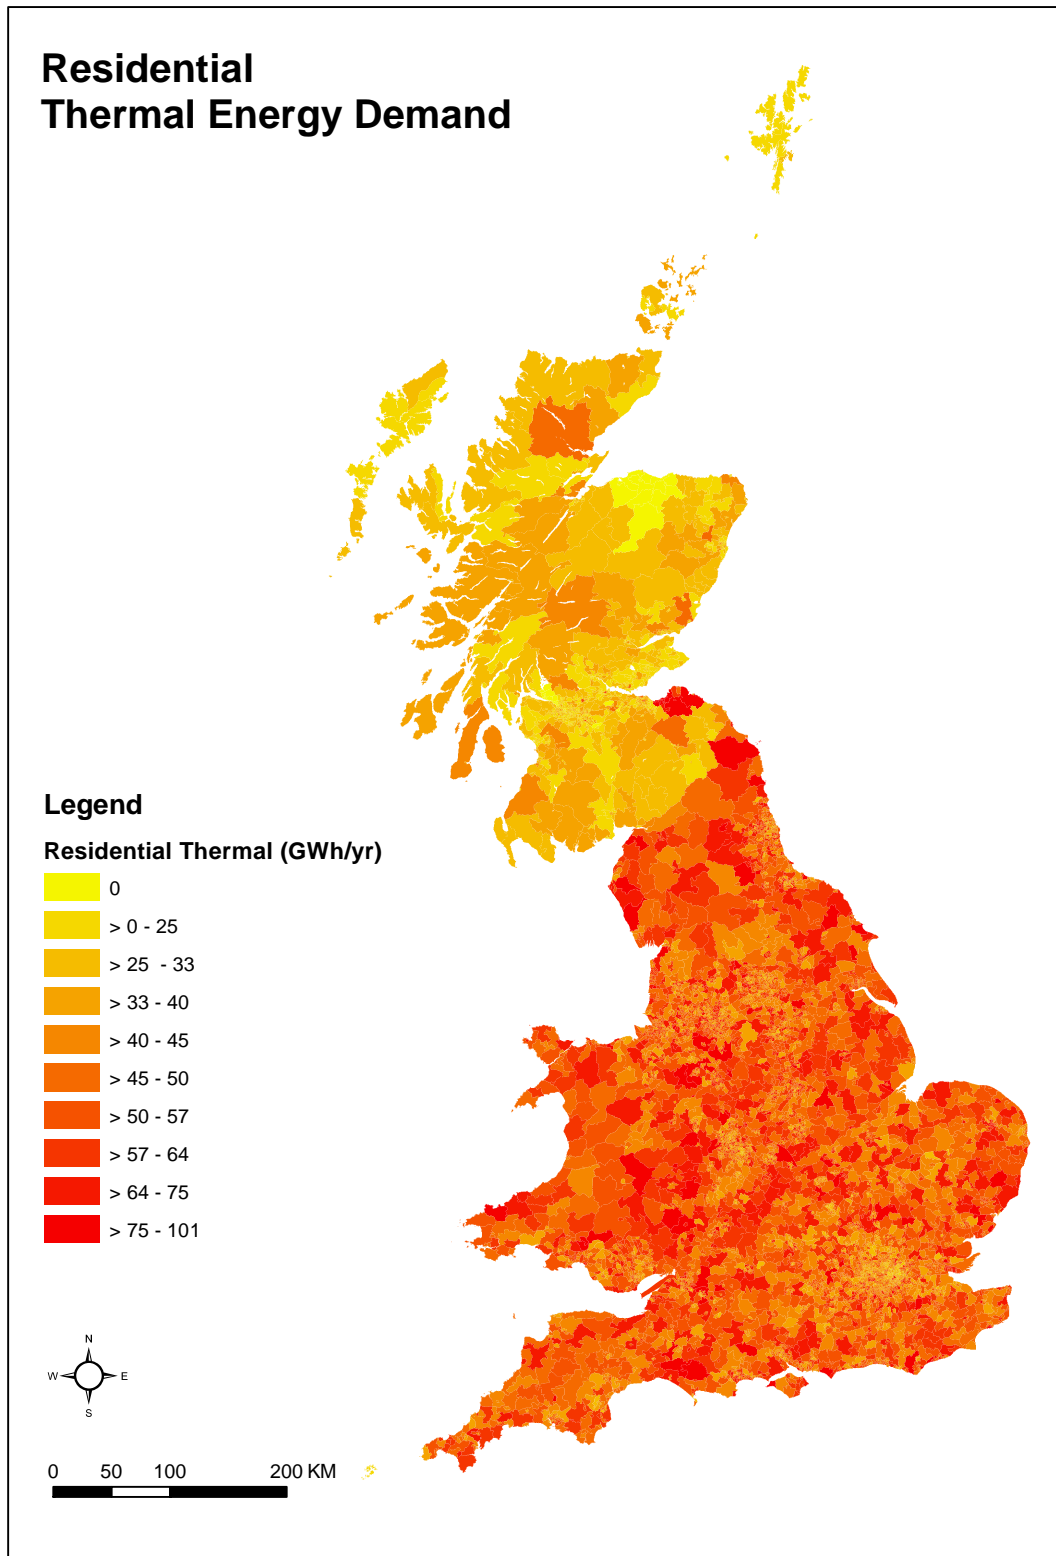 Residential
Thermal Energy Demand
Legend
Residential Thermal (GWh/yr)
0
> 0 - 25
> 25 - 33
> 33 - 40
> 40 - 45
> 45 - 50
> 50 - 57
> 57 - 64
> 64 - 75
> 75 - 101
N
W E
S
0 50 100 200 KM